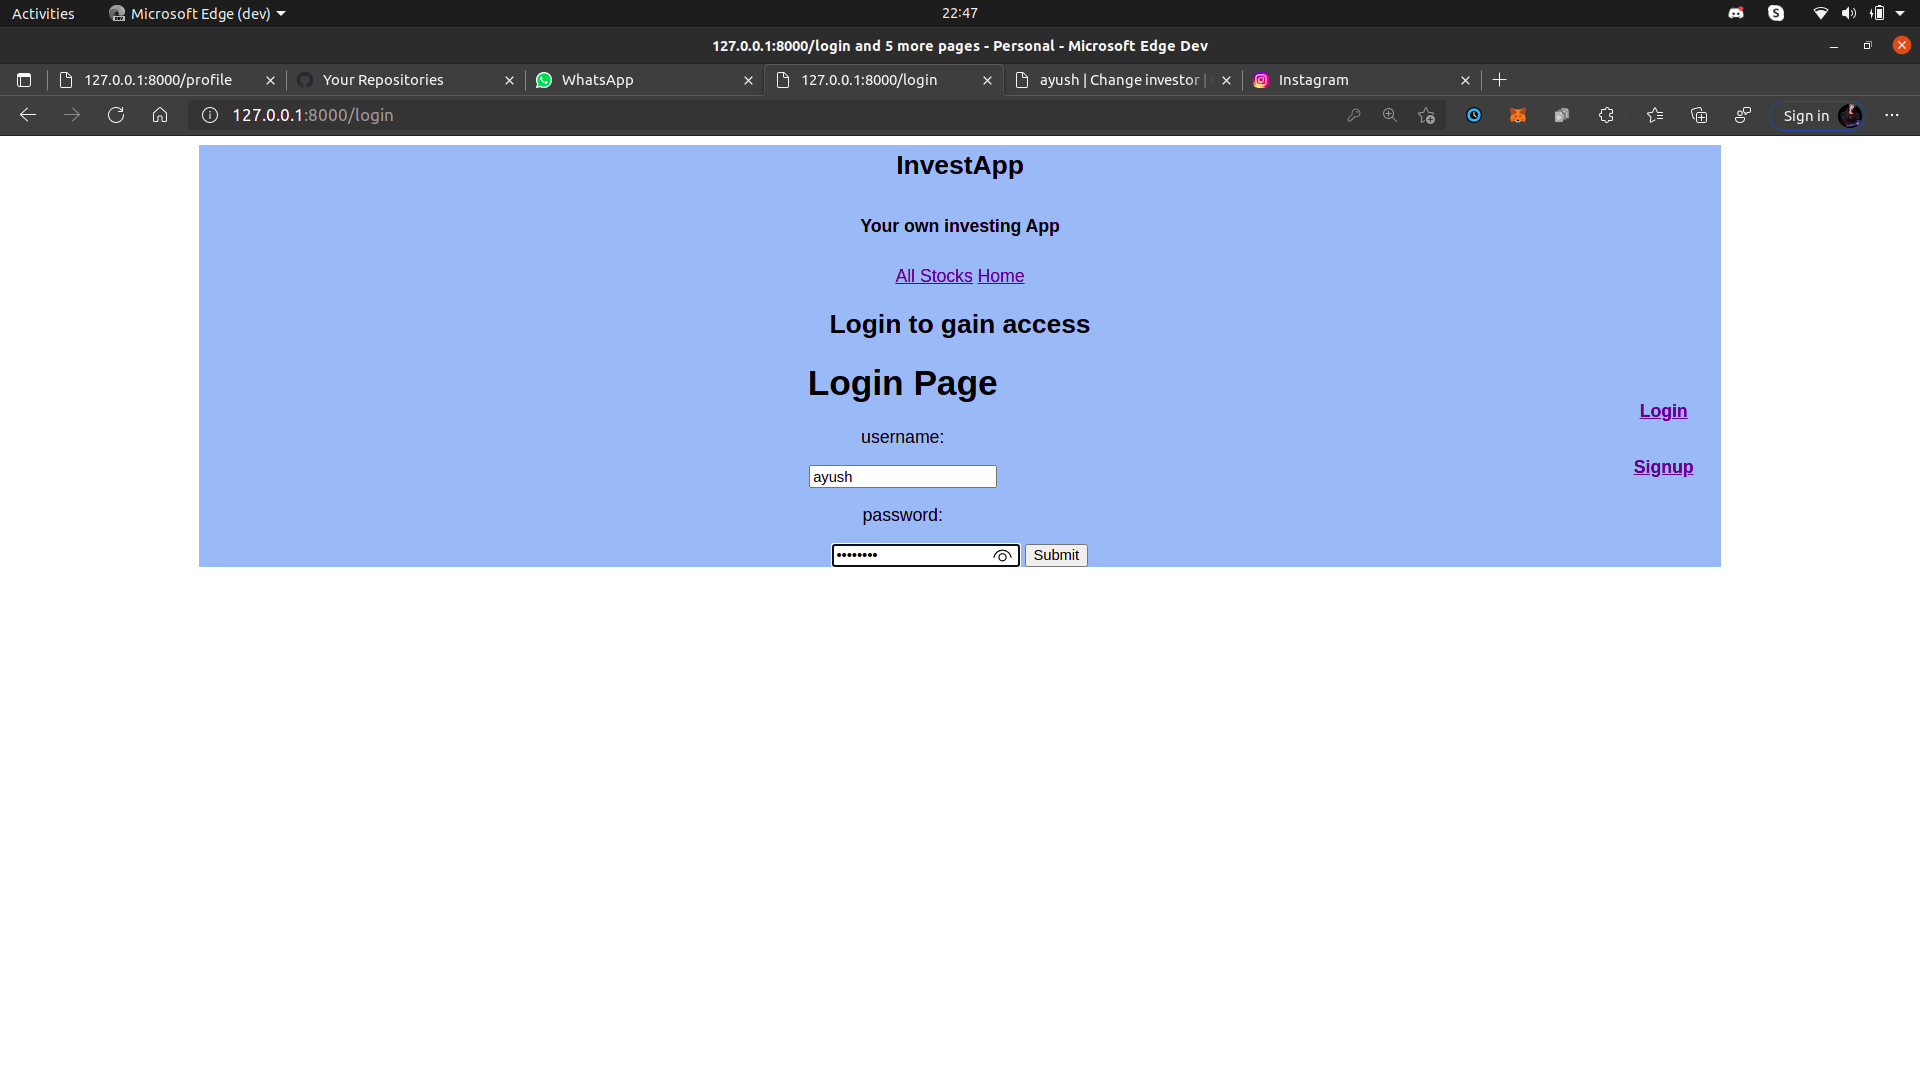 Activities Microsoft Edge (dev) 22:47
127.0.0.1:8000/login and 5 more pages - Personal - Microsoft Edge Dev
127.0.0.1:8000/profile Your Repositories WhatsApp 127.0.0.1:8000/login ayush | Change investor | Instagram
127.0.0.1:8000/login Sign in
InvestApp
Your own investing App
All Stocks Home
Login to gain access
Login Page
Login
username:
Signup
ayush
password:
•••••••• Submit